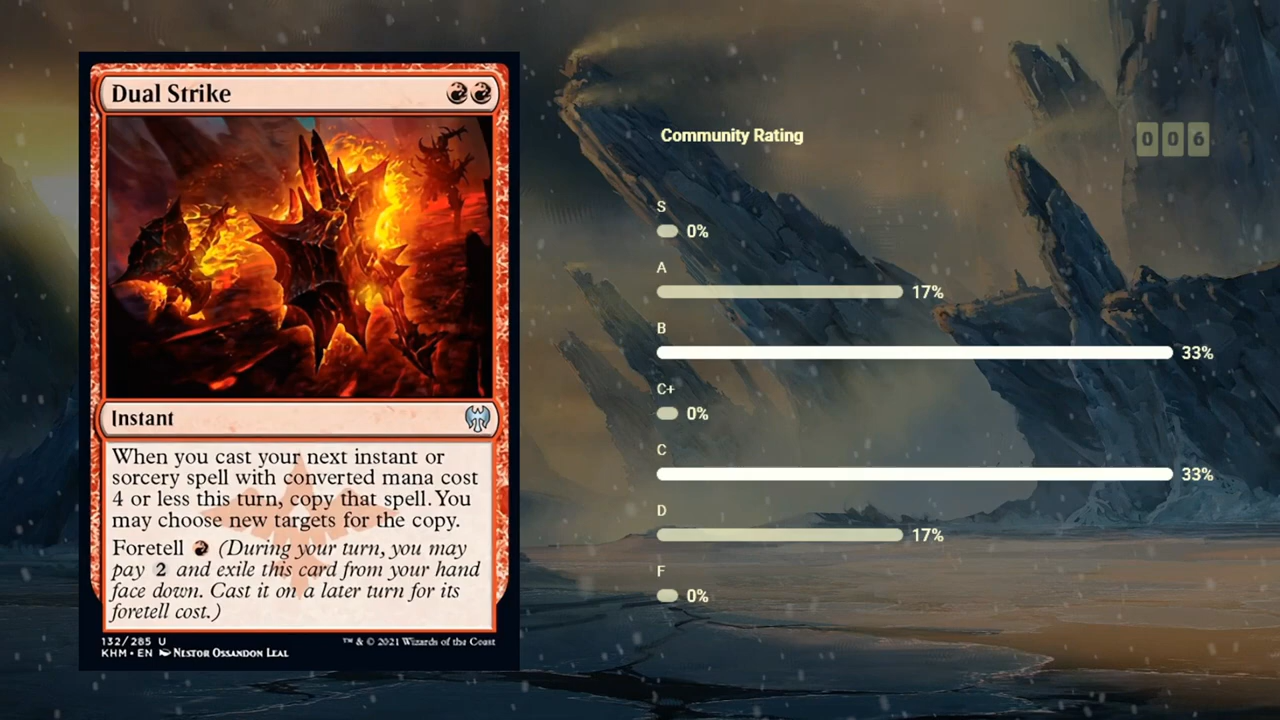 Dual Strike
Instant
When you cast your next instant or
sorcery spell with converted mana cost
4 or less this turn, copy that spell. You
may choose new targets for the copy.
Foretell (During your turn, you may
pay 2 and exile this card from your hand
face down. Cast it on a later turn for its
foretell cost.)
132/285 U
KHM • EN Nestor Ossandon Leal
™ & © 2021 Wizards of the Coast
Community Rating
006
S
0%
A
17%
B
33%
C+
0%
C
33%
D
17%
F
0%